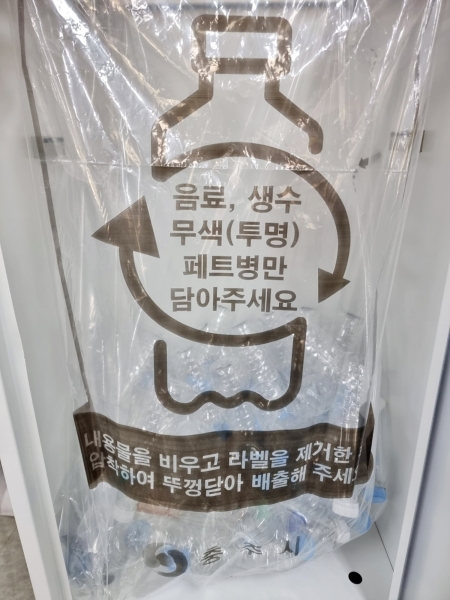 음료, 생수
무색(투명)
페트병만
담아주세요
내용물을 비우고 라벨을 제거한
압착하여 뚜껑닫아 배출해 주세요